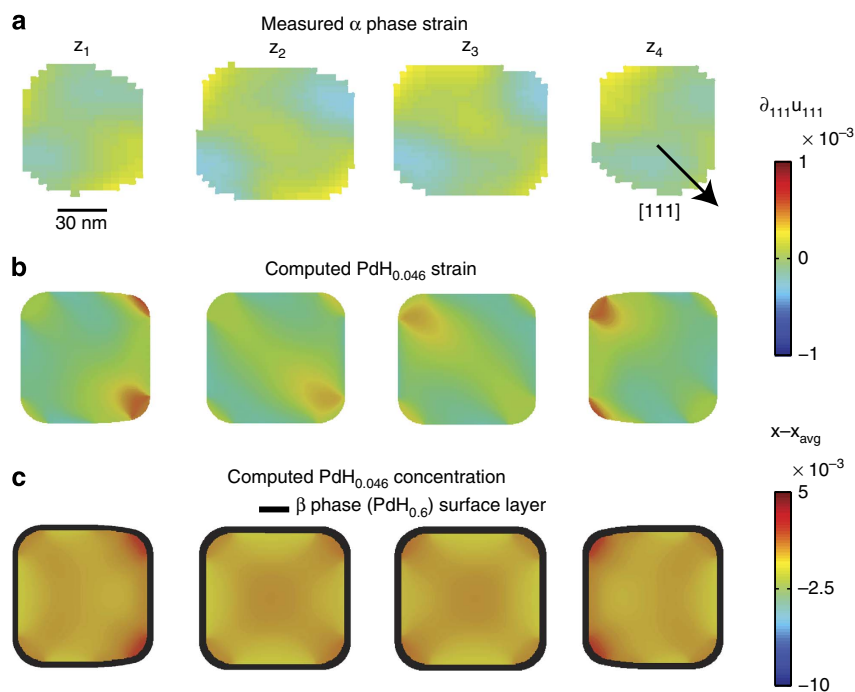 a
Measured α phase strain
z1 z2 z3 z4
∂111u111
× 10−3
1
0
−1
30 nm
[111]
b
Computed PdH0.046 strain
x–xavg
× 10−3
5
−2.5
−10
c
Computed PdH0.046 concentration
β phase (PdH0.6) surface layer